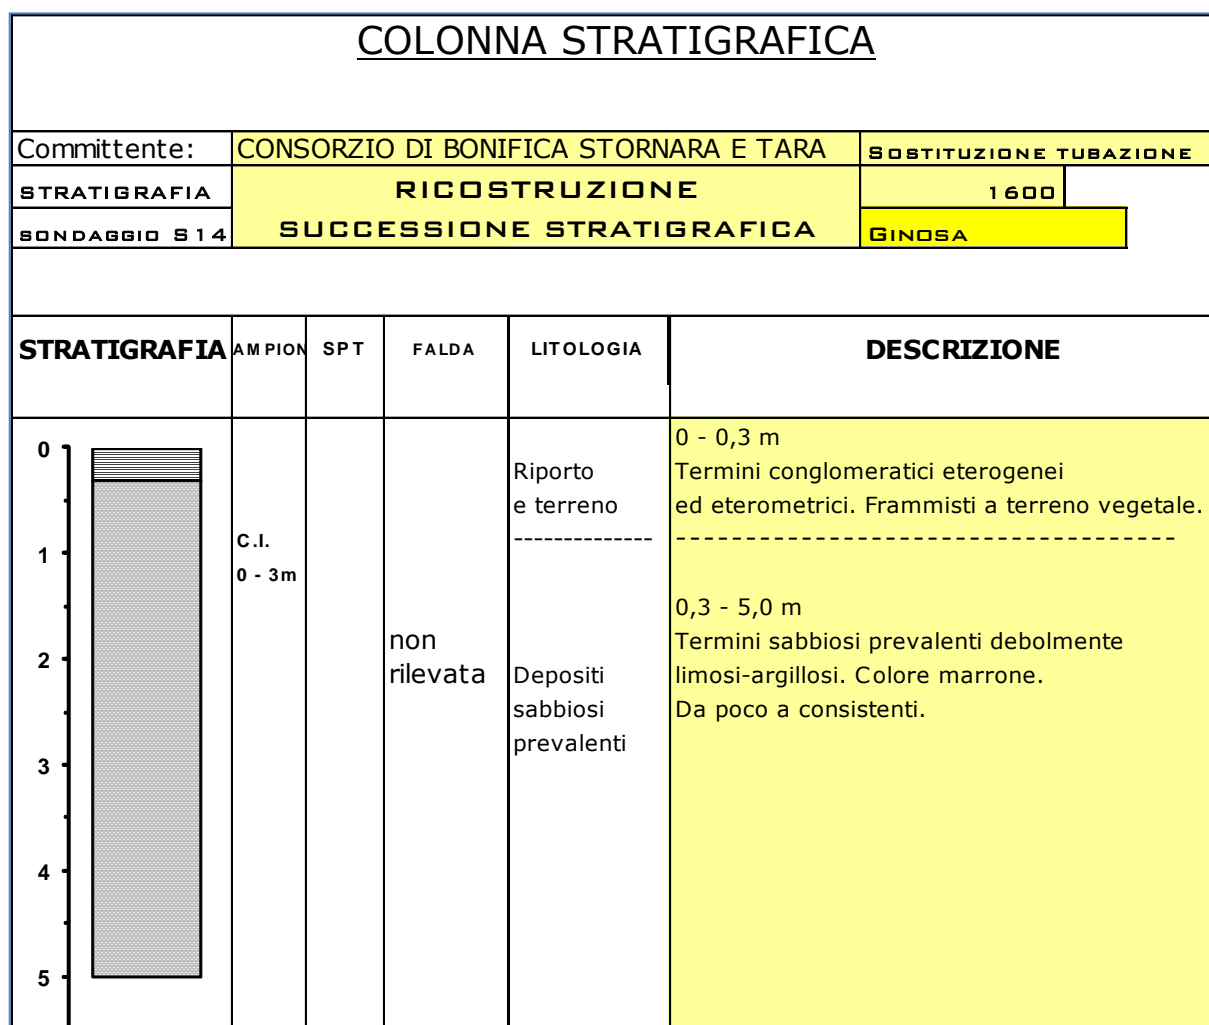 COLONNA STRATIGRAFICA
Committente: CONSORZIO DI BONIFICA STORNARA E TARA SOSTITUZIONE TUBAZIONE
STRATIGRAFIA RICOSTRUZIONE 1600
SONDAGGIO S14 SUCCESSIONE STRATIGRAFICA GINOSA
STRATIGRAFIA AMPION SPT FALDA LITOLOGIA DESCRIZIONE
0
1
2
3
4
5
C.I.
0 - 3m
non
rilevata
Riporto
e terreno
--------------
Depositi
sabbiosi
prevalenti
0 - 0,3 m
Termini conglomeratici eterogenei
ed eterometrici. Frammisti a terreno vegetale.
------------------------------------
0,3 - 5,0 m
Termini sabbiosi prevalenti debolmente
limosi-argillosi. Colore marrone.
Da poco a consistenti.